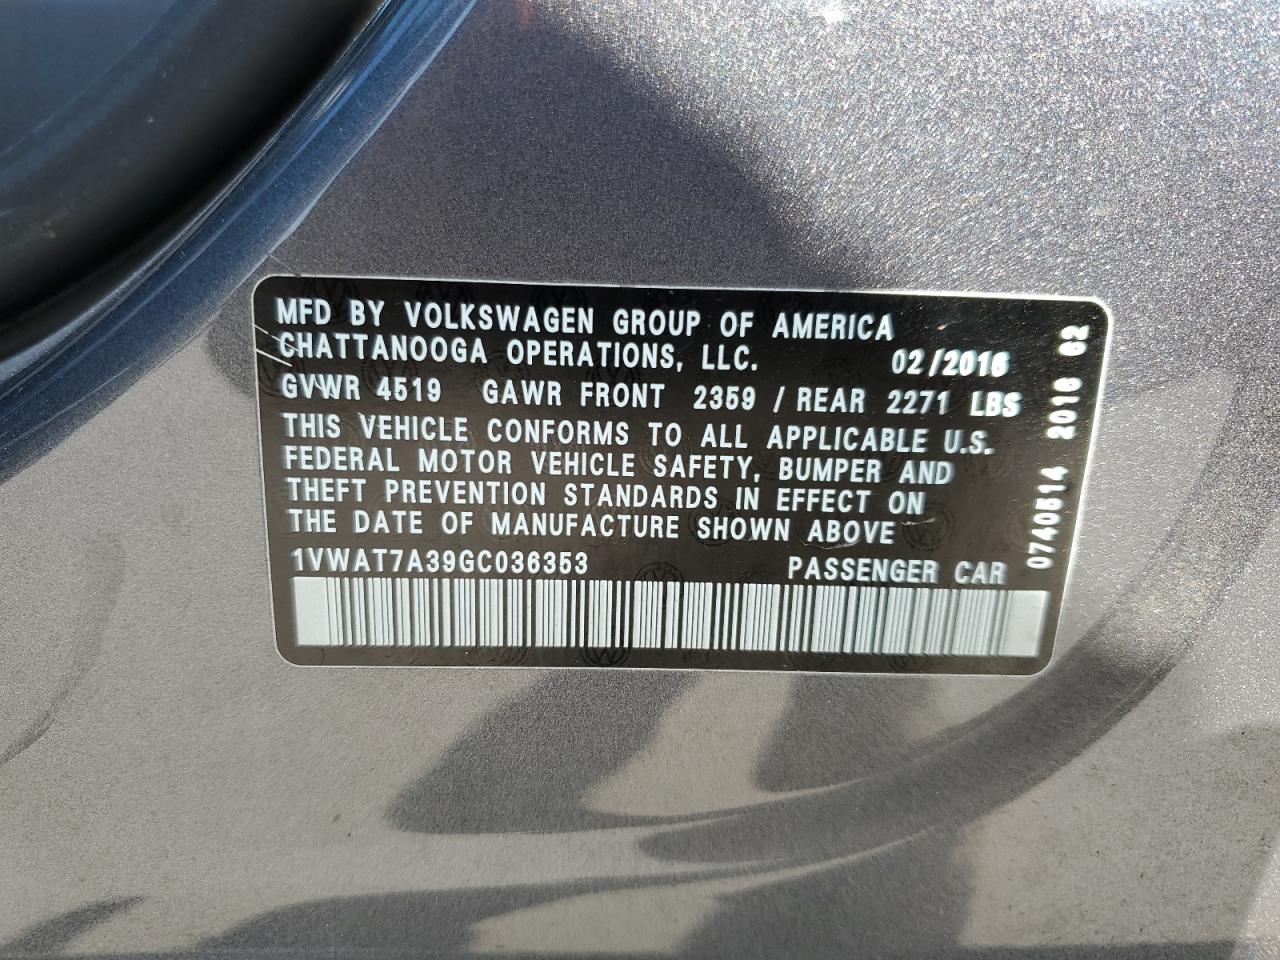 MFD BY VOLKSWAGEN GROUP OF AMERICA
CHATTANOOGA OPERATIONS, LLC. 02/2016
GVWR 4519 GAWR FRONT 2359 / REAR 2271 LBS
THIS VEHICLE CONFORMS TO ALL APPLICABLE U.S.
FEDERAL MOTOR VEHICLE SAFETY, BUMPER AND
THEFT PREVENTION STANDARDS IN EFFECT ON
THE DATE OF MANUFACTURE SHOWN ABOVE
1VWAT7A39GC036353 PASSENGER CAR
0740514 2016 62